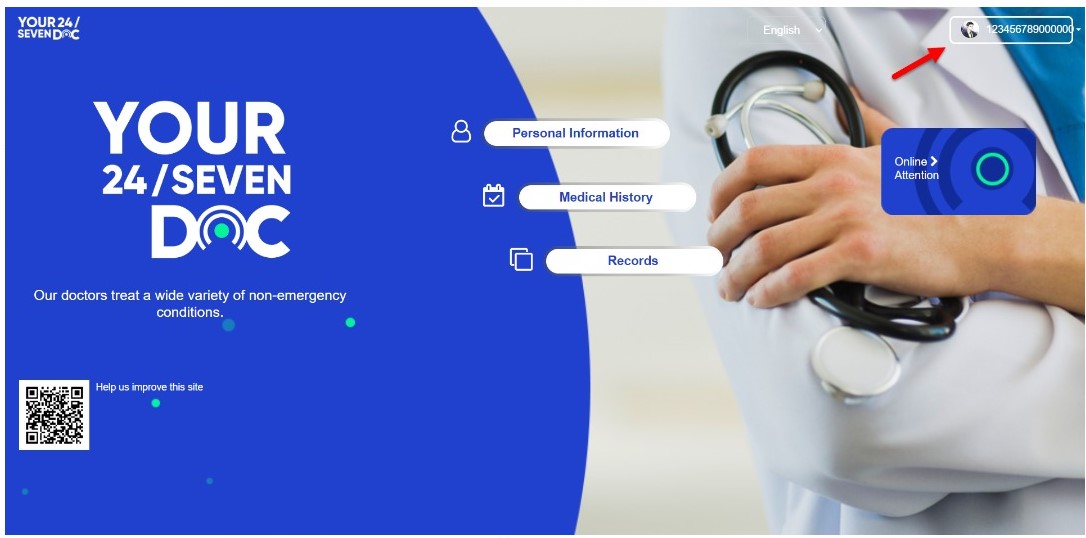 YOUR 24/
SEVEN DOC
English
123456789000000
YOUR
24/SEVEN
DOC
Personal Information
Medical History
Records
Online
Attention
Our doctors treat a wide variety of non-emergency
conditions.
Help us improve this site